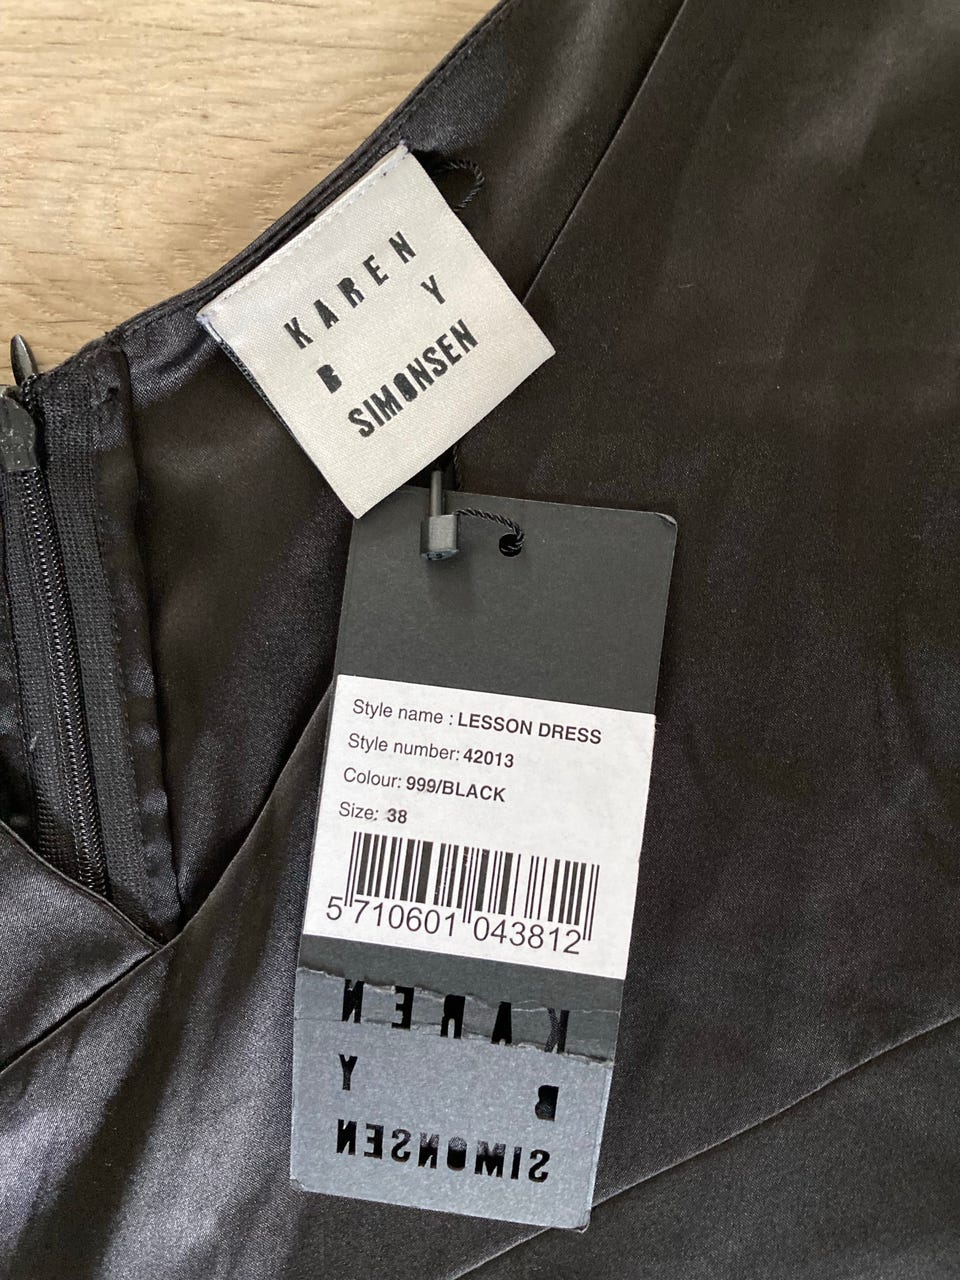 KAREN
B Y
SIMONSEN
Style name : LESSON DRESS
Style number: 42013
Colour: 999/BLACK
Size: 38
5 710601 043812
KAREN
B Y
SIMONSEN